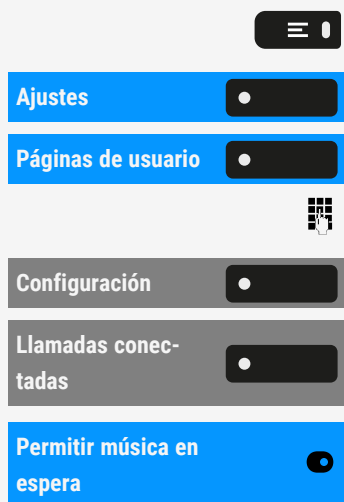 Ajustes
Páginas de usuario
Configuración
Llamadas conec-
tadas
Permitir música en
espera